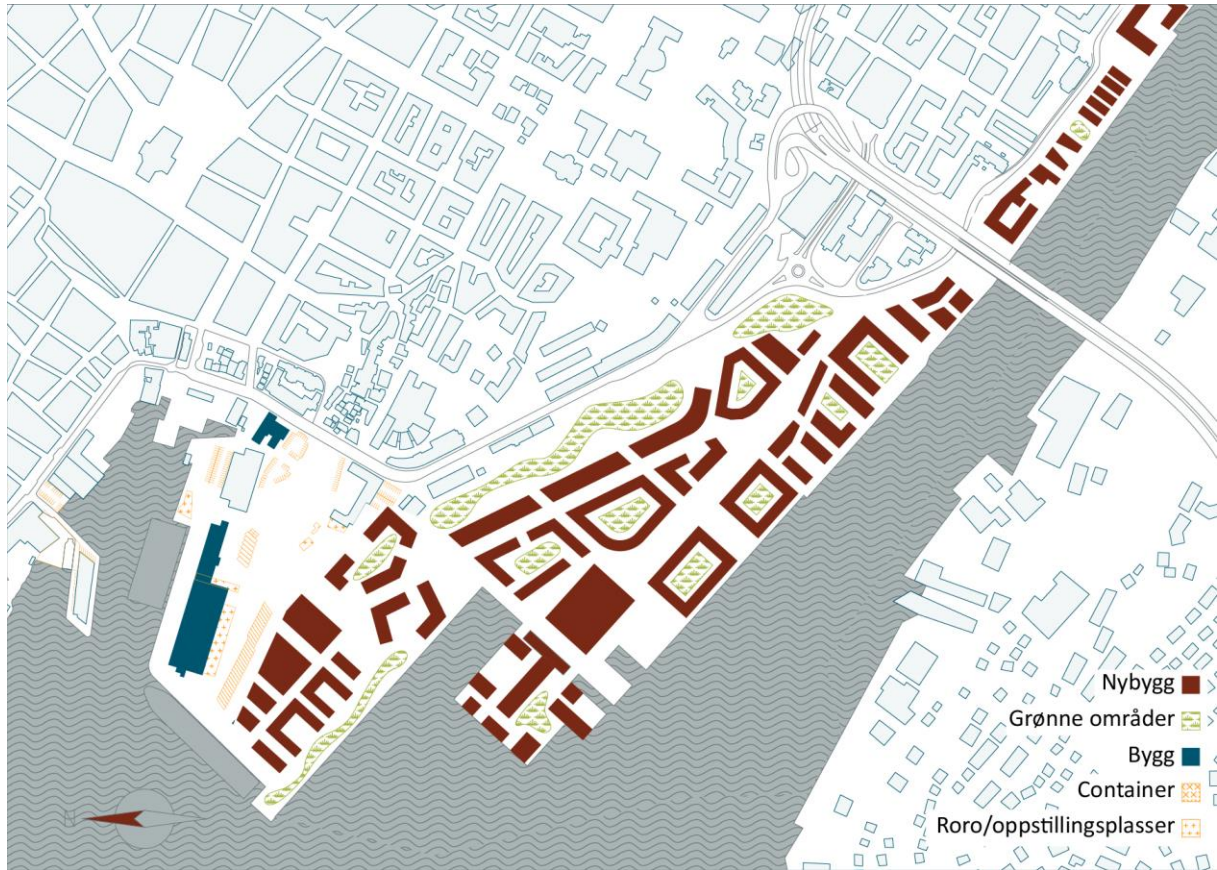 Nybygg
Grønne områder
Bygg
Container
Roro/oppstillingsplasser
N